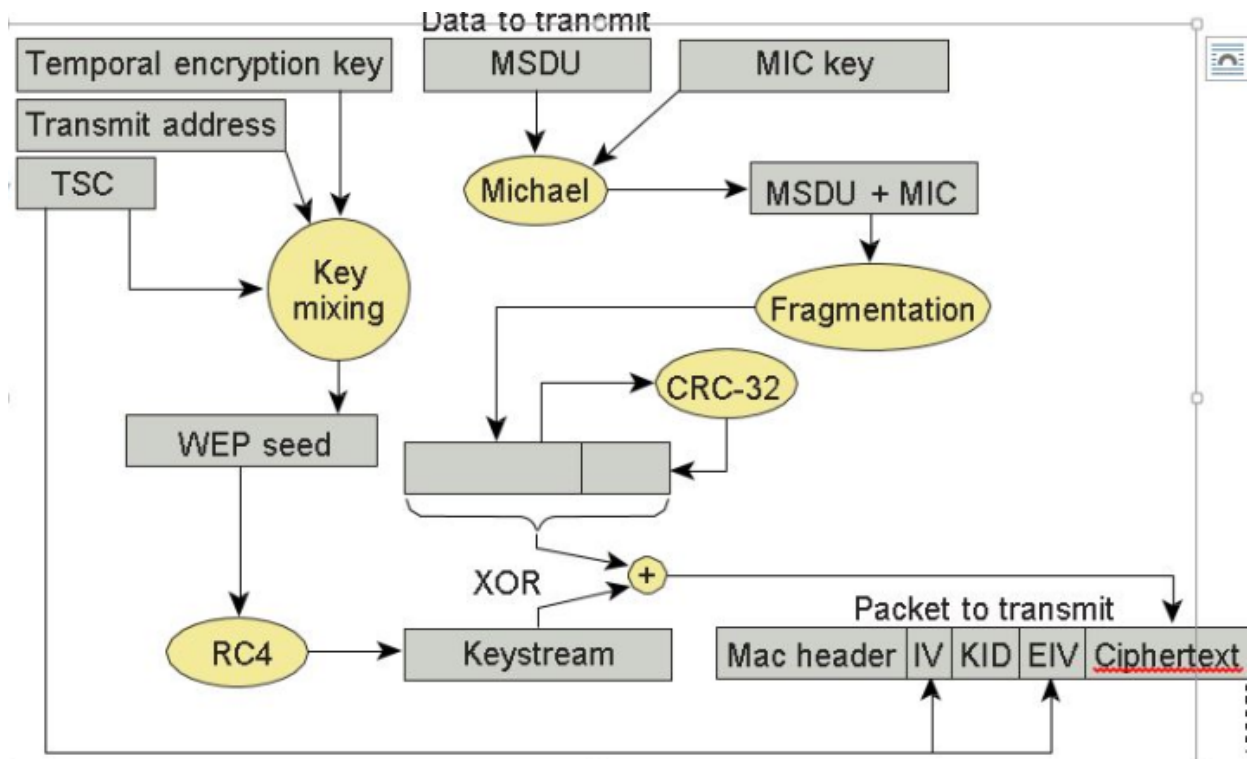 Data to transmit
Temporal encryption key
MSDU
MIC key
Transmit address
TSC
Michael
MSDU + MIC
Key
mixing
Fragmentation
CRC-32
WEP seed
XOR
+
Packet to transmit
RC4
Keystream
Mac header IV KID EIV Ciphertext